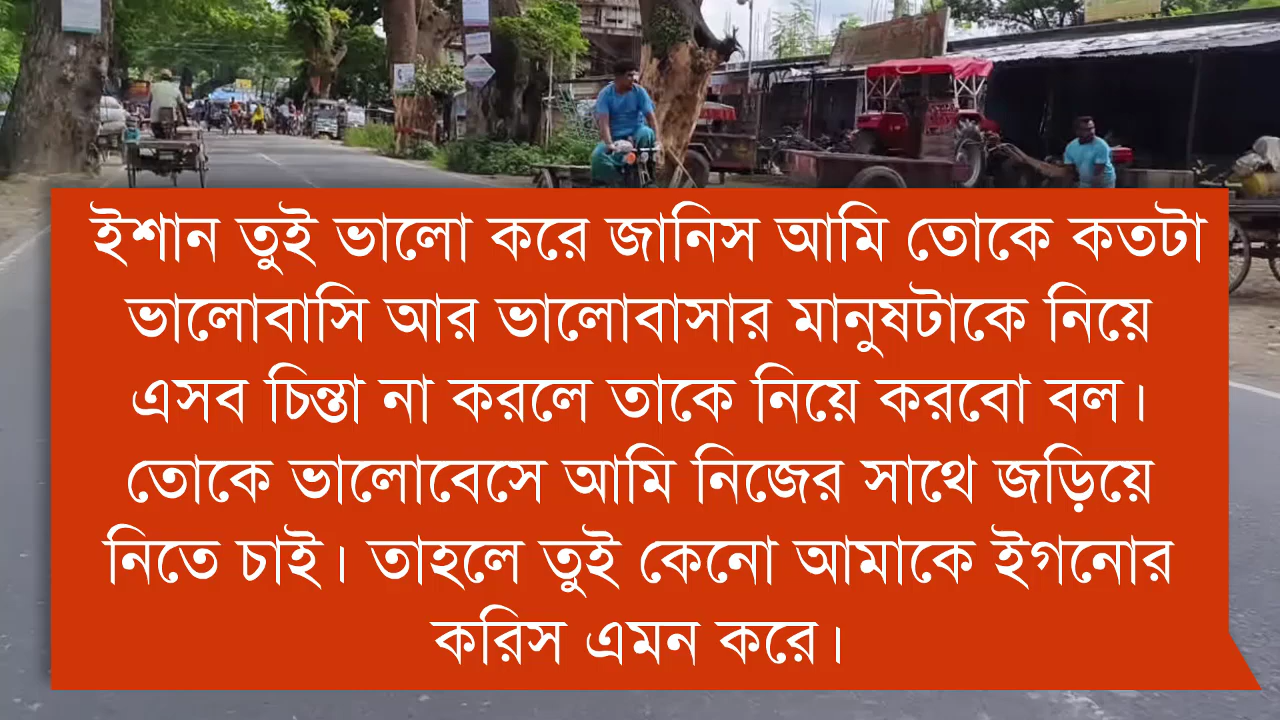 ইশান তুই ভালো করে জানিস আমি তোকে কতটা
ভালোবাসি আর ভালোবাসার মানুষটাকে নিয়ে
এসব চিন্তা না করলে তাকে নিয়ে করবো বল।
তোকে ভালোবেসে আমি নিজের সাথে জড়িয়ে
নিতে চাই। তাহলে তুই কেনো আমাকে ইগনোর
করিস এমন করে।